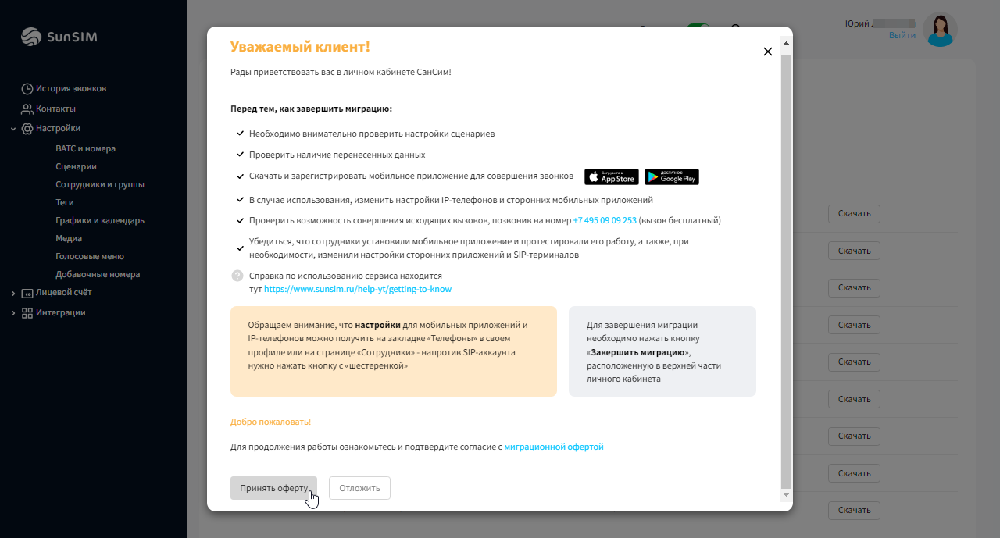 SunSIM
История звонков
Контакты
Настройки
ВАТС и номера
Сценарии
Сотрудники и группы
Теги
Графики и календарь
Медиа
Голосовые меню
Добавочные номера
Лицевой счёт
Интеграции
Юрий
Выйти
Уважаемый клиент!
Рады приветствовать вас в личном кабинете СанСим!
Перед тем, как завершить миграцию:
Необходимо внимательно проверить настройки сценариев
Проверить наличие перенесенных данных
Скачать и зарегистрировать мобильное приложение для совершения звонков
Загрузите в
App Store
ДОСТУПНО В
Google Play
В случае использования, изменить настройки IP-телефонов и сторонних мобильных приложений
Проверить возможность совершения исходящих вызовов, позвонив на номер +7 495 09 09 253 (вызов бесплатный)
Убедиться, что сотрудники установили мобильное приложение и протестировали его работу, а также, при
необходимости, изменили настройки сторонних приложений и SIP-терминалов
Справка по использованию сервиса находится
тут https://www.sunsim.ru/help-yt/getting-to-know
Обращаем внимание, что настройки для мобильных приложений и
IP-телефонов можно получить на закладке «Телефоны» в своем
профиле или на странице «Сотрудники» - напротив SIP-аккаунта
нужно нажать кнопку с «шестеренкой»
Для завершения миграции
необходимо нажать кнопку
«Завершить миграцию»,
расположенную в верхней части
личного кабинета
Добро пожаловать!
Для продолжения работы ознакомьтесь и подтвердите согласие с миграционной офертой
Принять оферту
Отложить
Скачать
Скачать
Скачать
Скачать
Скачать
Скачать
Скачать
Скачать
Скачать